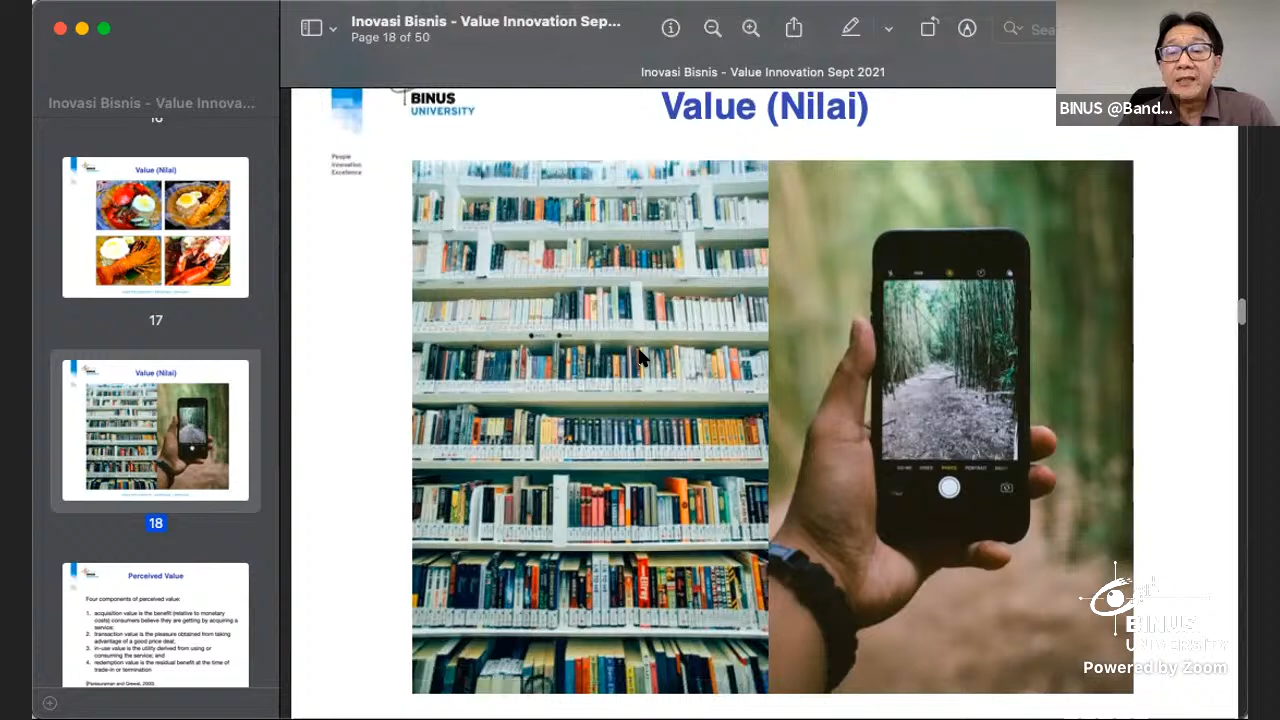 Inovasi Bisnis - Value Innovation Sep...
Page 18 of 50
Inovasi Bisnis - Value Innovation Sept 2021
Inovasi Bisnis - Value Innova...
BINUS @Band...
BINUS
UNIVERSITY
Value (Nilai)
People
Innovation
Excellence
Value (Nilai)
17
Value (Nilai)
18
Perceived Value
Four components of perceived value:
1. acquisition value is the benefit (relative to monetary
costs) consumers believe they are getting by acquiring a
service;
2. transaction value is the pleasure obtained from taking
advantage of a good price deal;
3. in-use value is the utility derived from using or
consuming the service; and
4. redemption value is the residual benefit at the time of
trade-in or termination
(Parasuraman and Grewal, 2000)
VIDEO
PHOTO
PORTRAIT
BINUS
UNIVERSITY
Powered by Zoom